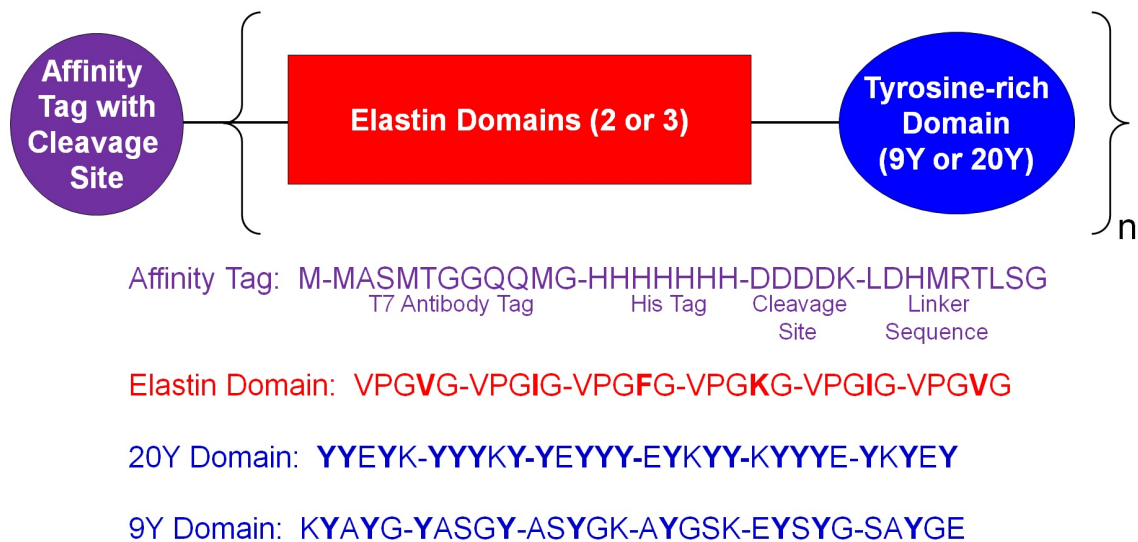 Affinity
Tag with
Cleavage
Site
Elastin Domains (2 or 3)
Tyrosine-rich
Domain
(9Y or 20Y)
n
Affinity Tag: M-MASMTGGQQMG-HHHHHHH-DDDDK-LDHMRTLSG
T7 Antibody Tag His Tag Cleavage Site Linker Sequence
Elastin Domain: VPGVG-VPGIG-VPGFG-VPGKG-VPGIG-VPGVG
20Y Domain: YYEYK-YYYKY-YEYYY-EYKYY-KYYYE-YKYEY
9Y Domain: KYAYG-YASGY-ASYGK-AYGSK-EYSYG-SAYGE